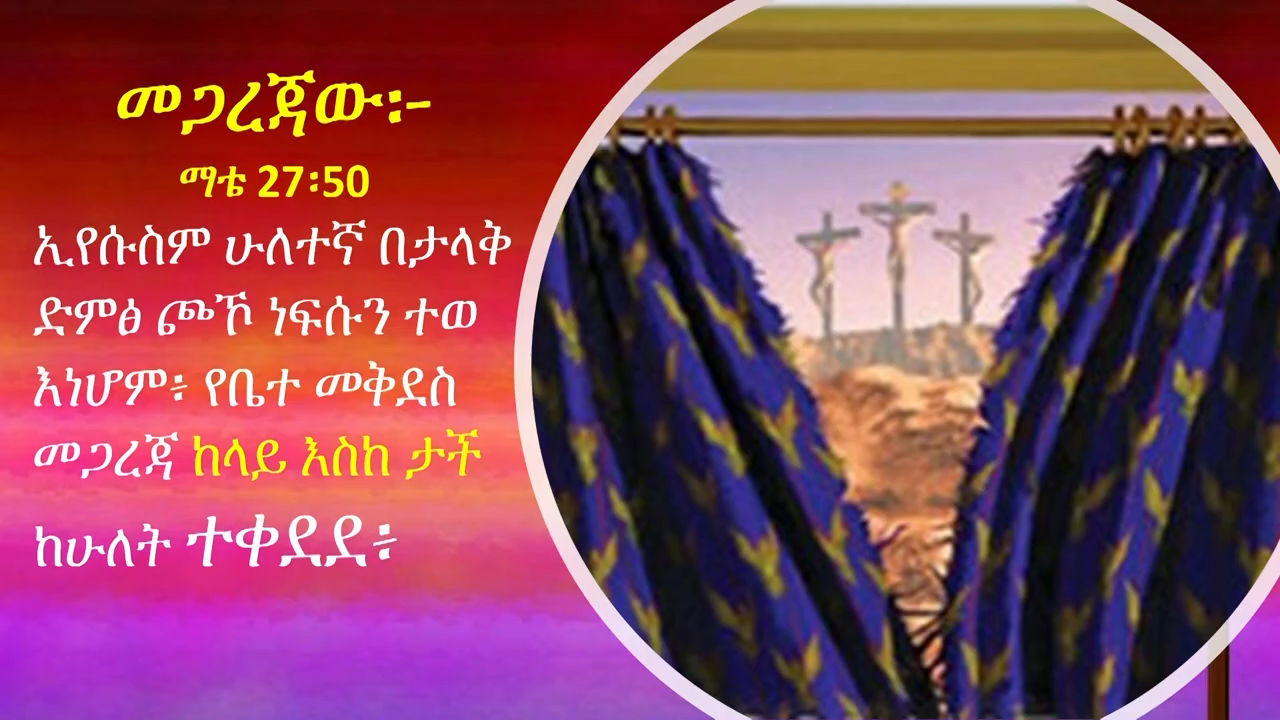 መጋረጃው፡-
ማቴ 27፡50
ኢየሱስም ሁለተኛ በታላቅ
ድምፅ ጮኾ ነፍሱን ተወ
እነሆም፥ የቤተ መቅደስ
መጋረጃ ከላይ እስከ ታች
ከሁለት ተቀደደ፥